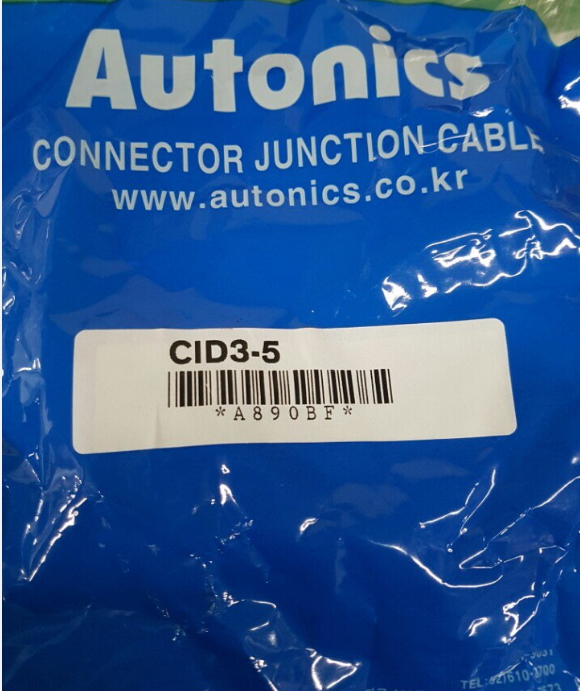 Autonics
CONNECTOR JUNCTION CABLE
www.autonics.co.kr
CID3-5
*A890BF*